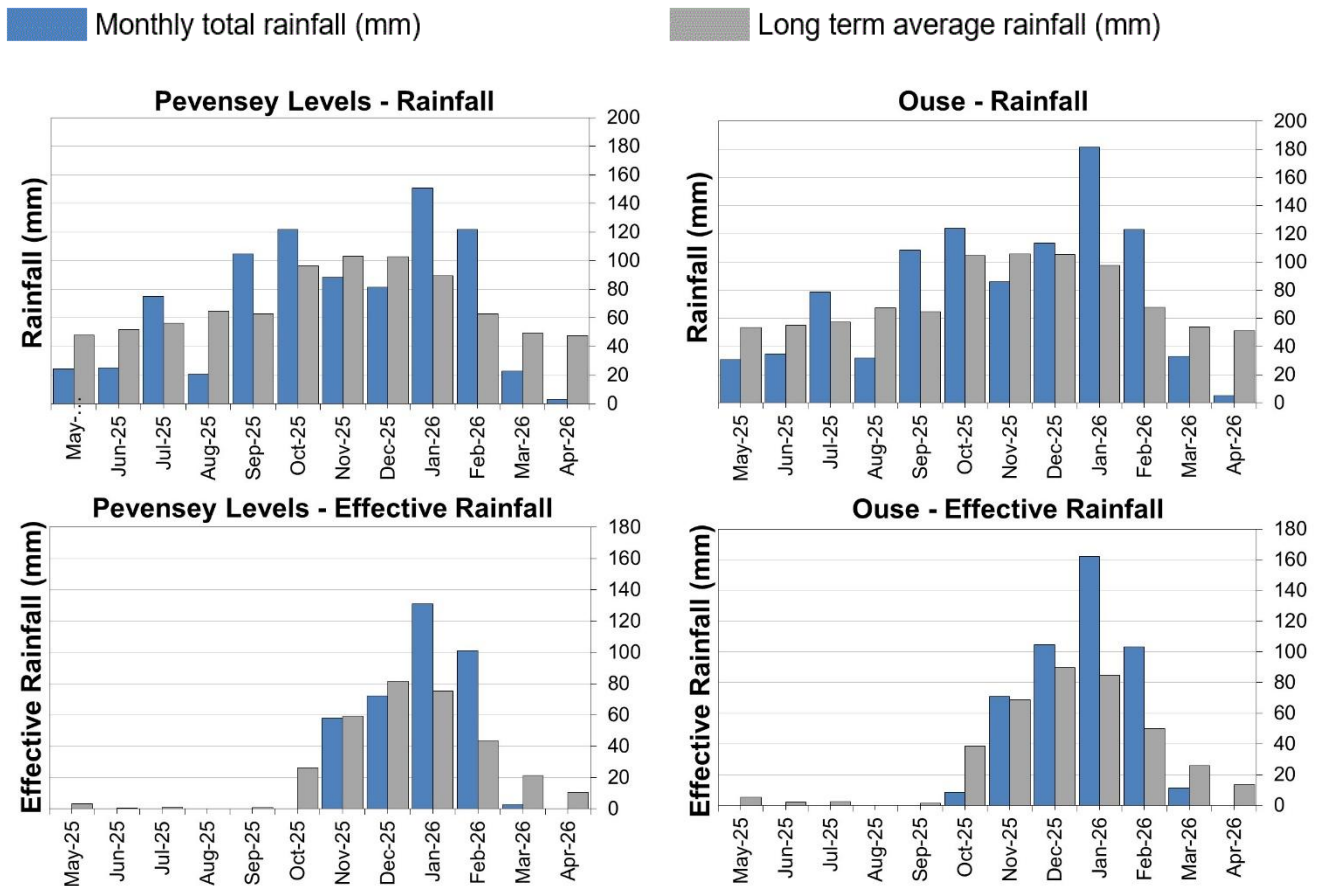 Monthly total rainfall (mm)
Long term average rainfall (mm)
Pevensey Levels - Rainfall
Rainfall (mm)
200
180
160
140
120
100
80
60
40
20
0
May-...
Jun-25
Jul-25
Aug-25
Sep-25
Oct-25
Nov-25
Dec-25
Jan-26
Feb-26
Mar-26
Apr-26
Ouse - Rainfall
Rainfall (mm)
200
180
160
140
120
100
80
60
40
20
0
May-25
Jun-25
Jul-25
Aug-25
Sep-25
Oct-25
Nov-25
Dec-25
Jan-26
Feb-26
Mar-26
Apr-26
Pevensey Levels - Effective Rainfall
Effective Rainfall (mm)
180
160
140
120
100
80
60
40
20
0
May-25
Jun-25
Jul-25
Aug-25
Sep-25
Oct-25
Nov-25
Dec-25
Jan-26
Feb-26
Mar-26
Apr-26
Ouse - Effective Rainfall
Effective Rainfall (mm)
180
160
140
120
100
80
60
40
20
0
May-25
Jun-25
Jul-25
Aug-25
Sep-25
Oct-25
Nov-25
Dec-25
Jan-26
Feb-26
Mar-26
Apr-26